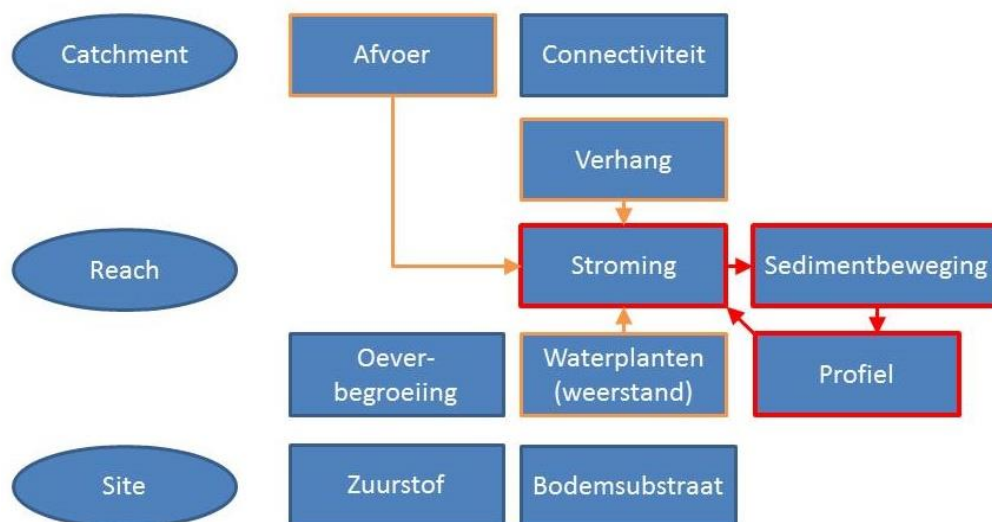 Catchment
Afvoer
Connectiviteit
Verhang
Reach
Stroming
Sedimentbeweging
Oever-
begroeiing
Waterplanten
(weerstand)
Profiel
Site
Zuurstof
Bodemsubstraat